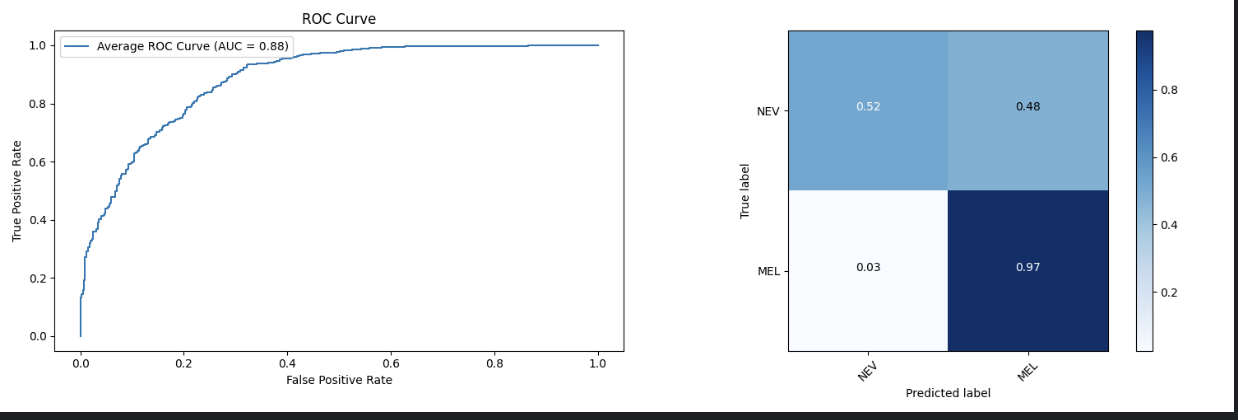 ROC Curve
Average ROC Curve (AUC = 0.88)
True Positive Rate
1.0
0.8
0.6
0.4
0.2
0.0
0.0 0.2 0.4 0.6 0.8 1.0
False Positive Rate
True label
NEV
MEL
0.52 0.48
0.03 0.97
NEV MEL
Predicted label
0.8
0.6
0.4
0.2